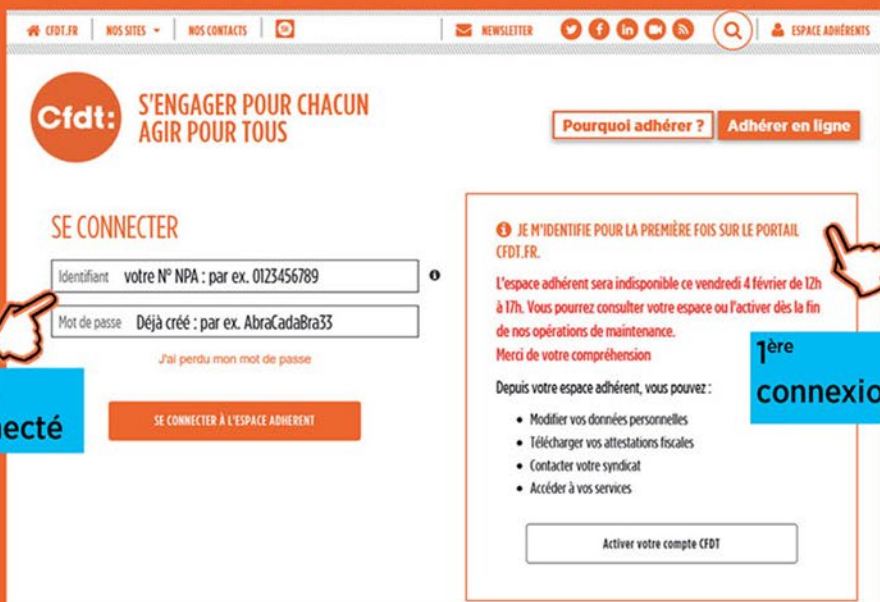 CFDT.FR NOS SITES NOS CONTACTS NEWSLETTER ESPACE ADHÉRENTS
Cfdt:
S'ENGAGER POUR CHACUN
AGIR POUR TOUS
Pourquoi adhérer ? Adhérer en ligne
SE CONNECTER
Identifiant votre N° NPA : par ex. 0123456789
Mot de passe Déjà créé : par ex. AbraCadaBra33
J'ai perdu mon mot de passe
SE CONNECTER À L'ESPACE ADHERENT
necté
JE M'IDENTIFIE POUR LA PREMIÈRE FOIS SUR LE PORTAIL
CFDT.FR.
L'espace adhérent sera indisponible ce vendredi 4 février de 12h
à 17h. Vous pourrez consulter votre espace ou l'activer dès la fin
de nos opérations de maintenance.
Merci de votre compréhension
1ère
connexio
Depuis votre espace adhérent, vous pouvez :
• Modifier vos données personnelles
• Télécharger vos attestations fiscales
• Contacter votre syndicat
• Accéder à vos services
Activer votre compte CFDT